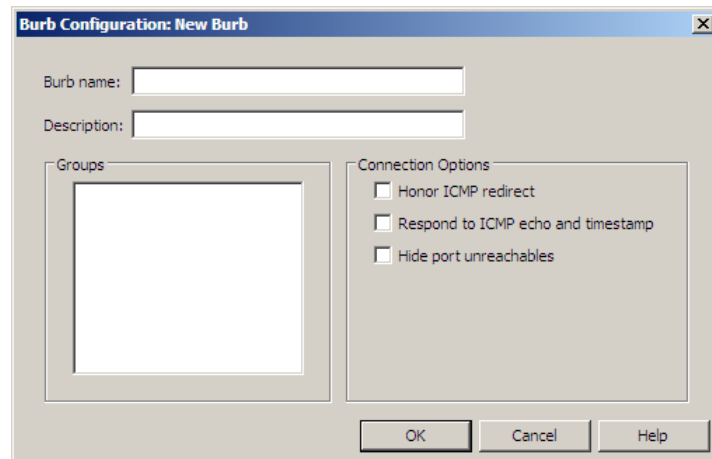 Burb Configuration: New Burb
Burb name:
Description:
Groups
Connection Options
Honor ICMP redirect
Respond to ICMP echo and timestamp
Hide port unreachables
OK
Cancel
Help